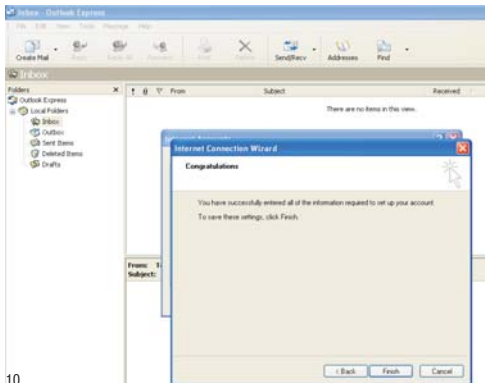 Inbox - Outlook Express
File Edit View Tools Message Help
Create Mail Reply Reply All Forward Print Delete Send/Recv Addresses Find
Inbox
Folders
From Subject Received
Outlook Express
There are no items in this view.
Local Folders
Inbox
Outbox
Sent Items
Deleted Items
Drafts
Internet Accounts
Internet Connection Wizard
Congratulations
You have successfully entered all of the information required to set up your account.
To save these settings, click Finish.
From:
Subject:
< Back Finish Cancel
10